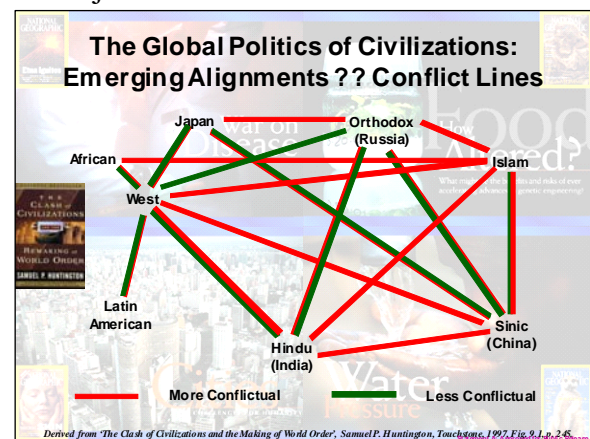 The Global Politics of Civilizations:
Emerging Alignments ?? Conflict Lines
NATIONAL
GEOGRAPHIC
Japan
Orthodox
(Russia)
War on
Disease
Food
How
Altered?
African
Islam
West
THE
CLASH OF
CIVILIZATIONS
REMAKING OF
WORLD ORDER
SAMUEL P. HUNTINGTON
Latin
American
Hindu
(India)
Sinic
(China)
Water
Pressure
More Conflictual
Less Conflictual
Derived from 'The Clash of Civilizations and the Making of World Order', Samuel P. Huntington, Touchstone, 1997, Fig. 9.1 p. 245